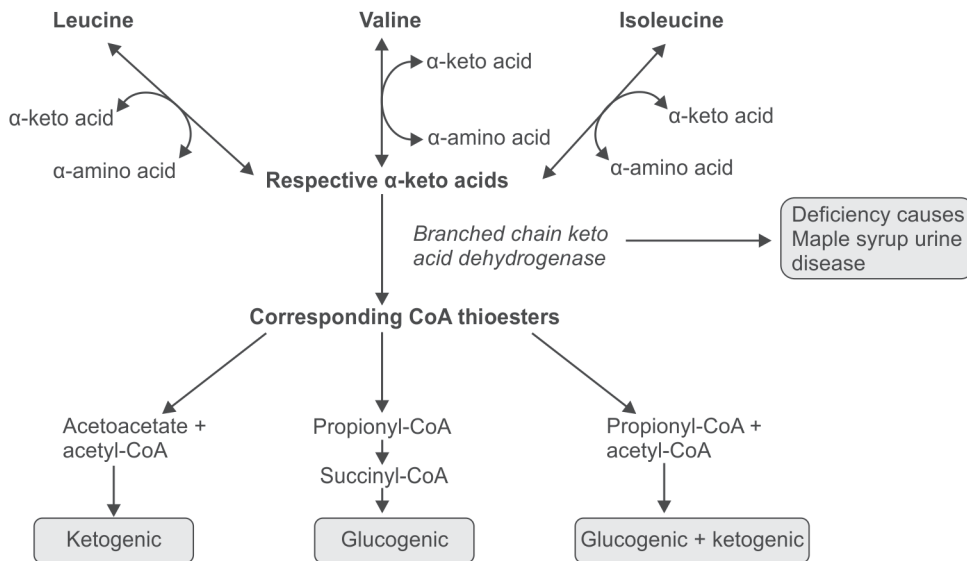 Leucine
Valine
Isoleucine
α-keto acid
α-amino acid
α-keto acid
α-amino acid
α-keto acid
α-amino acid
Respective α-keto acids
Branched chain keto
acid dehydrogenase
Deficiency causes
Maple syrup urine
disease
Corresponding CoA thioesters
Acetoacetate +
acetyl-CoA
Propionyl-CoA
Succinyl-CoA
Propionyl-CoA +
acetyl-CoA
Ketogenic
Glucogenic
Glucogenic + ketogenic